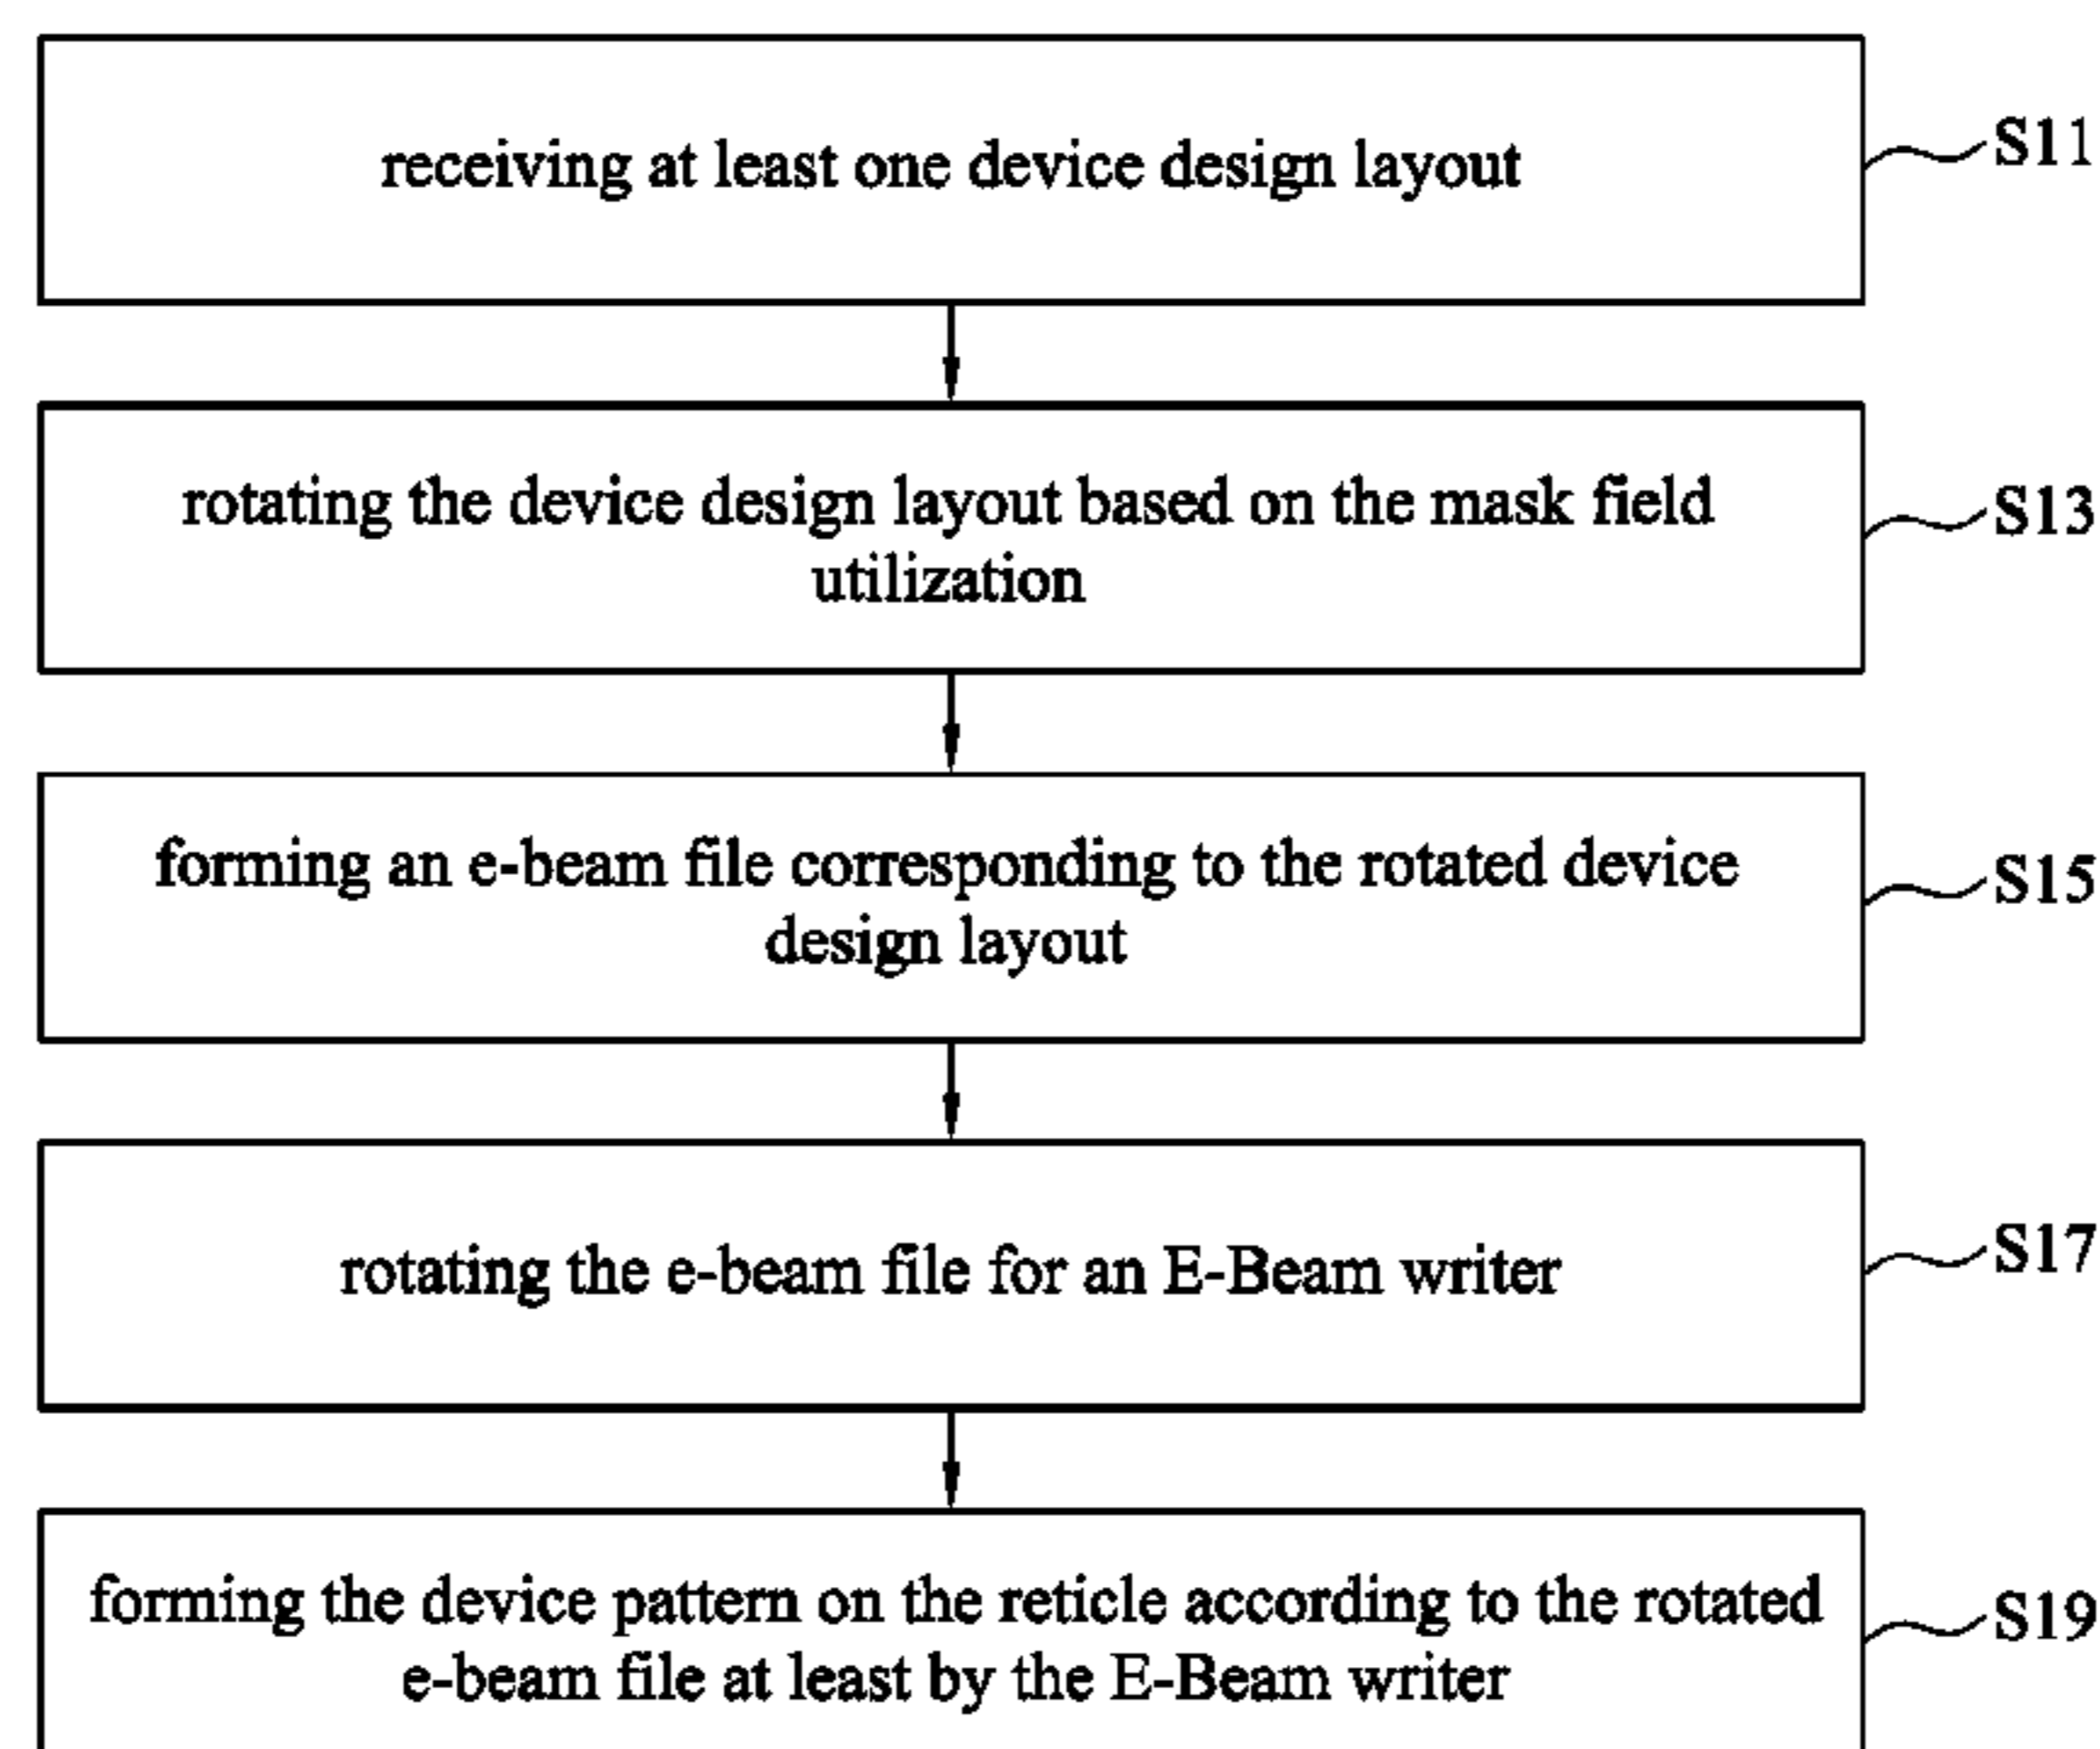 receiving at least one device design layout
S11
rotating the device design layout based on the mask field
utilization
S13
forming an e-beam file corresponding to the rotated device
design layout
S15
rotating the e-beam file for an E-Beam writer
S17
forming the device pattern on the reticle according to the rotated
e-beam file at least by the E-Beam writer
S19